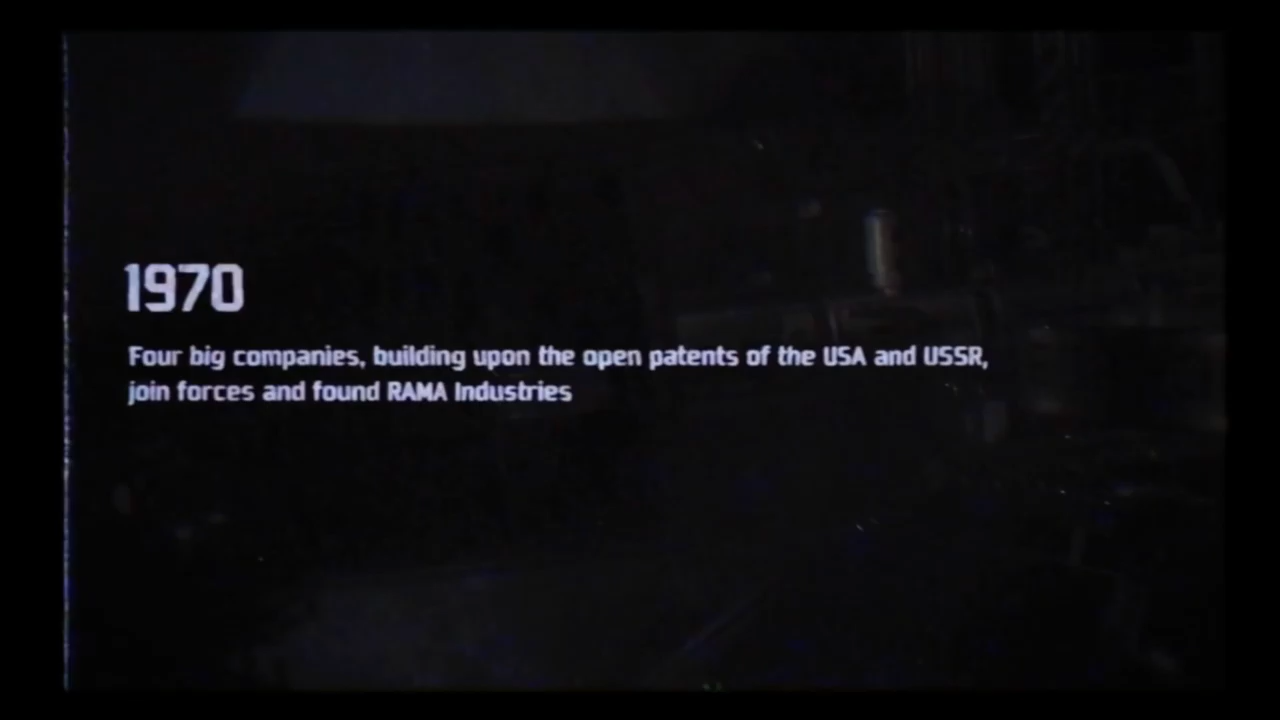 1970
Four big companies, building upon the open patents of the USA and USSR,
join forces and found RAMA Industries